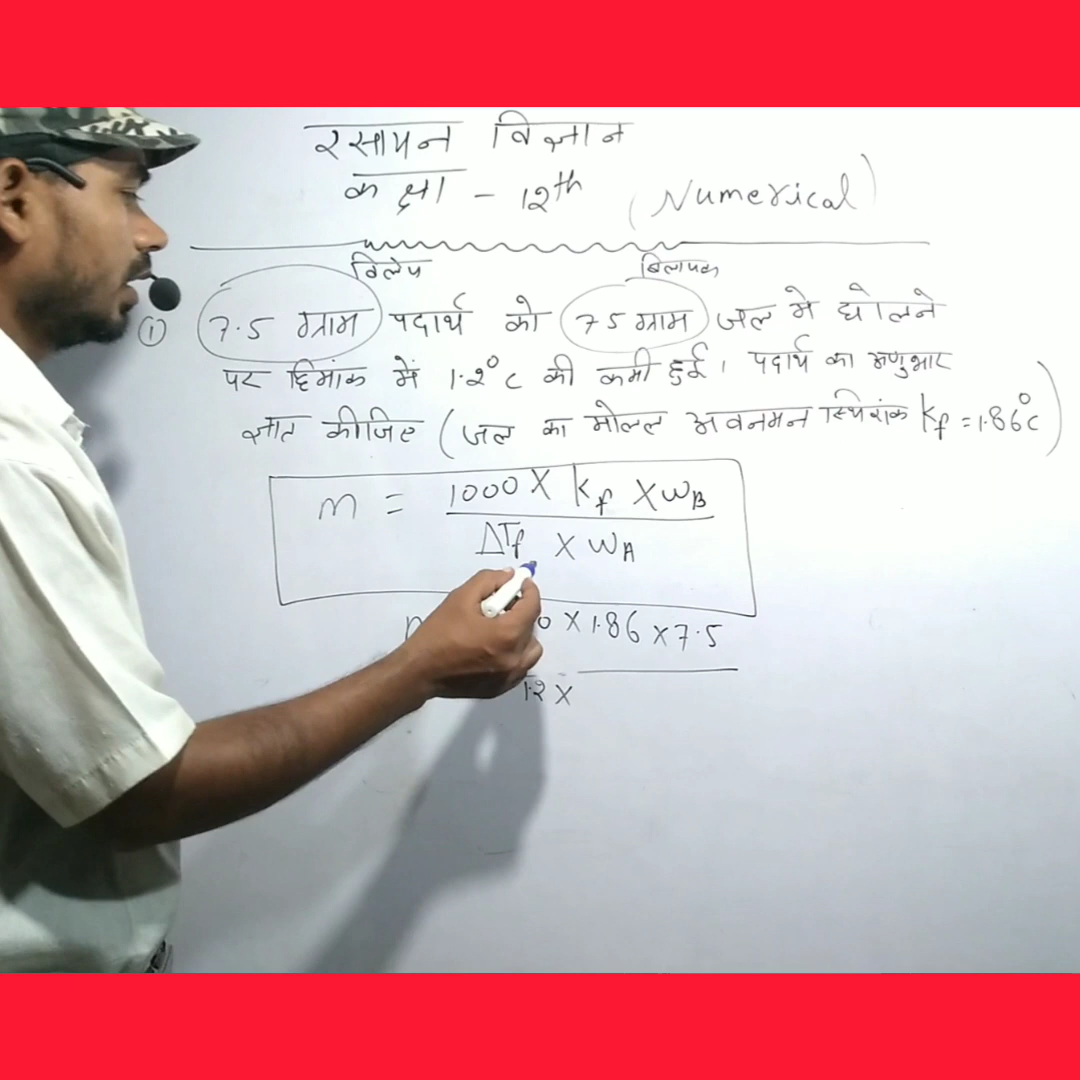 रसायन विज्ञान
कक्षा - 12th (Numerical)
विलेय विलायक
① 7.5 ग्राम पदार्थ को 75 ग्राम जल मे घोलने
पर हिमांक में 1.2°C की कमी हुई। पदार्थ का अणुभार
ज्ञात कीजिए (जल का मोलल अवनमन स्थिरांक Kf = 1.86°C)
m = 1000 X Kf X WB
ΔTf X WA
0 X 1.86 X 7.5
1.2 X